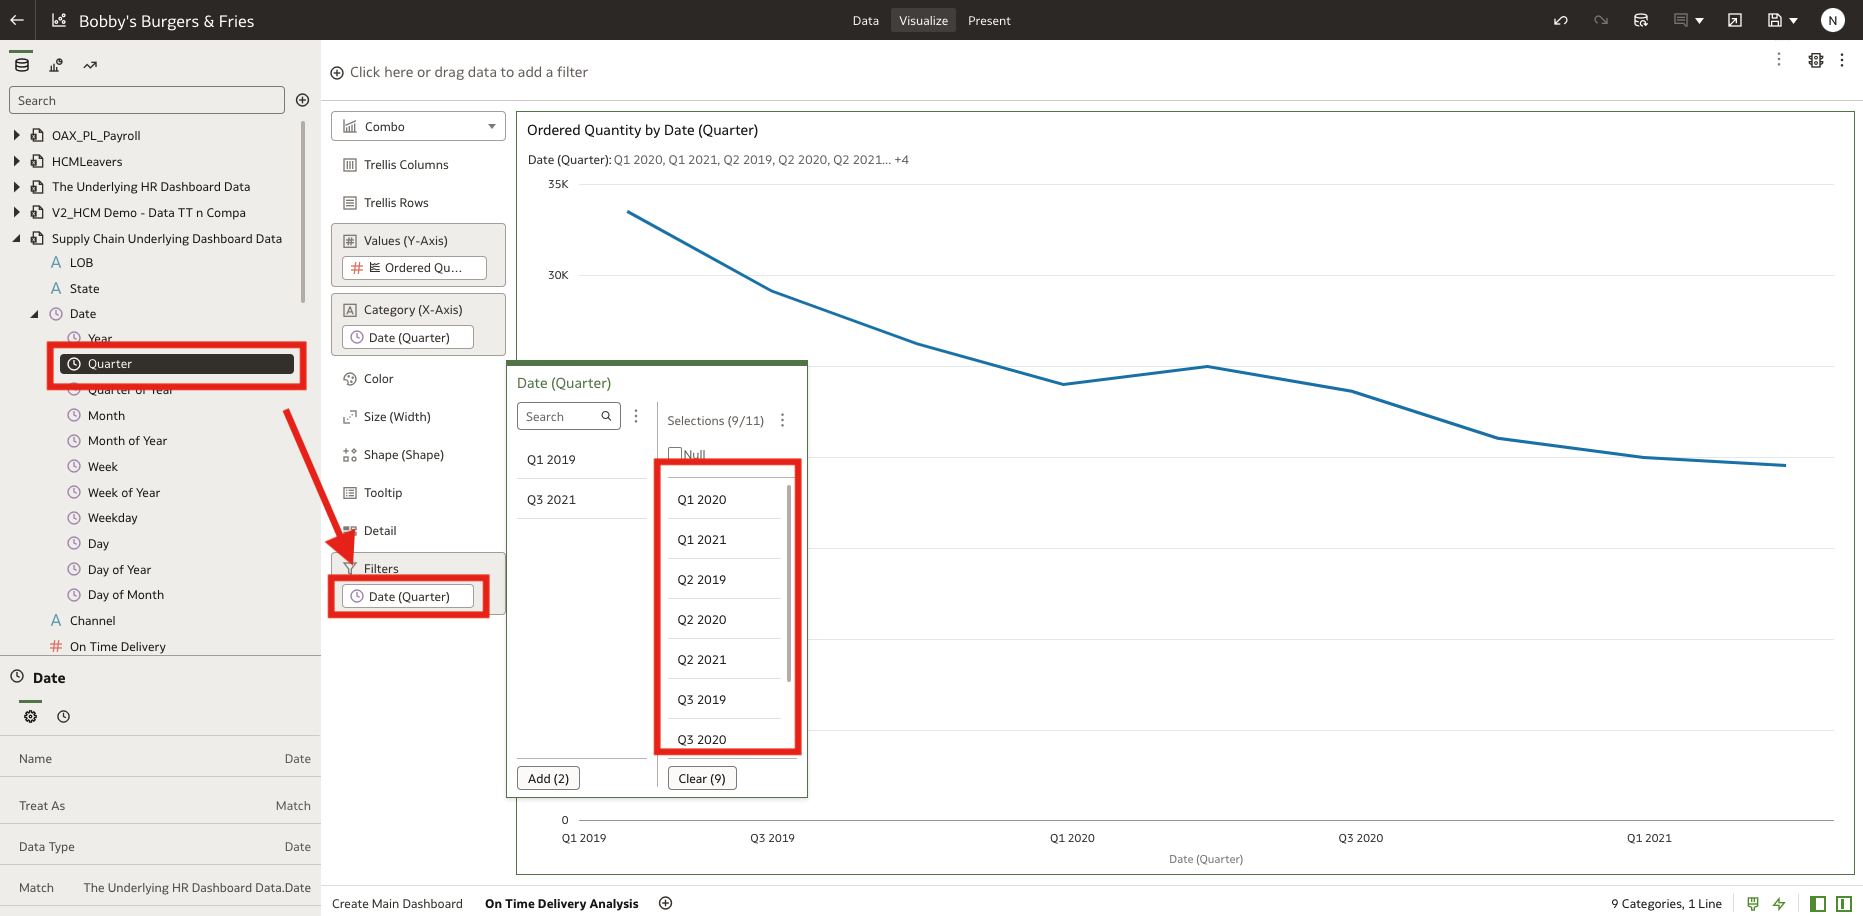 Bobby's Burgers & Fries
Data
Visualize
Present
N
Search
OAX_PL_Payroll
HCMLeavers
The Underlying HR Dashboard Data
V2_HCM Demo - Data TT n Compa
Supply Chain Underlying Dashboard Data
LOB
State
Date
Year
Quarter
Quarter of Year
Month
Month of Year
Week
Week of Year
Weekday
Day
Day of Year
Day of Month
Channel
On Time Delivery
Date
Name Date
Treat As Match
Data Type Date
Match The Underlying HR Dashboard Data.Date
Click here or drag data to add a filter
Combo
Trellis Columns
Trellis Rows
Values (Y-Axis)
Ordered Qu...
Category (X-Axis)
Date (Quarter)
Color
Size (Width)
Shape (Shape)
Tooltip
Detail
Filters
Date (Quarter)
Ordered Quantity by Date (Quarter)
Date (Quarter): Q1 2020, Q1 2021, Q2 2019, Q2 2020, Q2 2021... +4
35K
30K
0
Q1 2019 Q3 2019 Q1 2020 Q3 2020 Q1 2021
Date (Quarter)
Date (Quarter)
Search
Q1 2019
Q3 2021
Add (2)
Selections (9/11)
Null
Q1 2020
Q1 2021
Q2 2019
Q2 2020
Q2 2021
Q3 2019
Q3 2020
Clear (9)
Create Main Dashboard
On Time Delivery Analysis
9 Categories, 1 Line